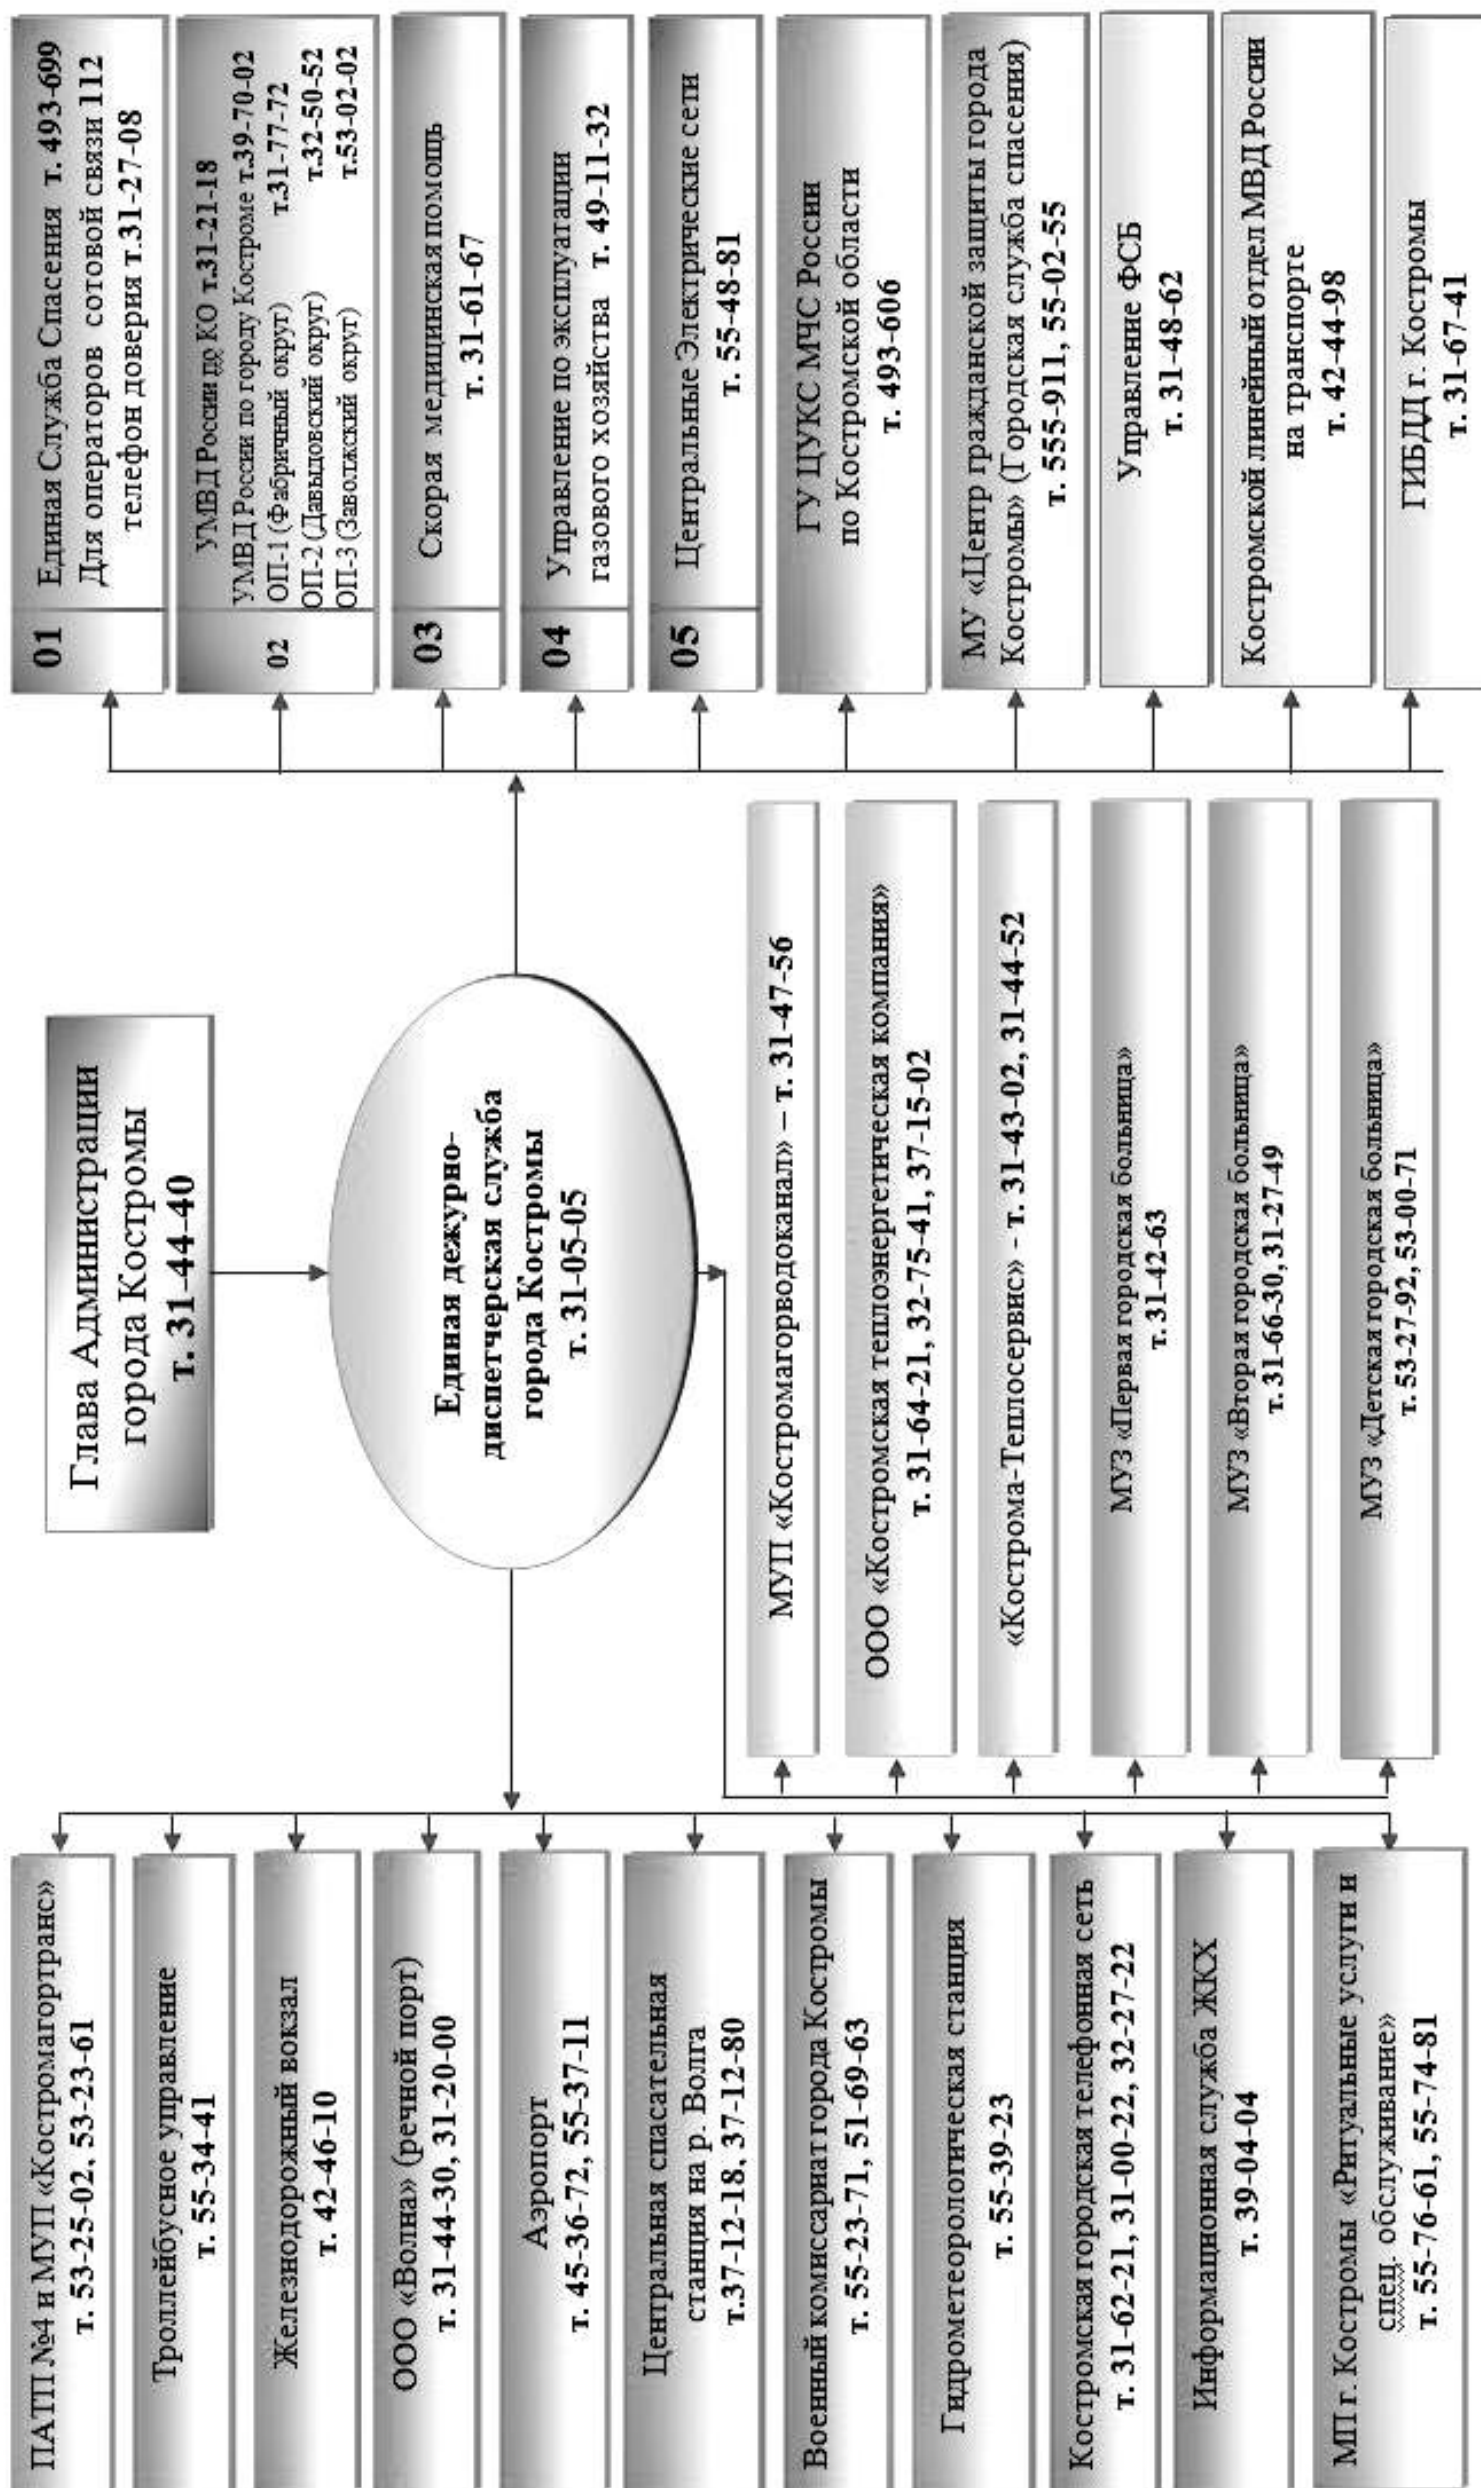 Глава Администрации
города Костромы
т. 31-44-40
Единая дежурно-
диспетчерская служба
города Костромы
т. 31-05-05
ПАТП №4 и МУП «Костромагортранс»
т. 53-25-02, 53-23-61
Троллейбусное управление
т. 55-34-41
Железнодорожный вокзал
т. 42-46-10
ООО «Волна» (речной порт)
т. 31-44-30, 31-20-00
Аэропорт
т. 45-36-72, 55-37-11
Центральная спасательная
станция на р. Волга
т.37-12-18, 37-12-80
Военный комиссариат города Костромы
т. 55-23-71, 51-69-63
Гидрометеорологическая станция
т. 55-39-23
Костромская городская телефонная сеть
т. 31-62-21, 31-00-22, 32-27-22
Информационная служба ЖКХ
т. 39-04-04
МП г. Костромы «Ритуальные услуги и
спец. обслуживание»
т. 55-76-61, 55-74-81
МУП «Костромагорводоканал» – т. 31-47-56
ООО «Костромская теплоэнергетическая компания»
т. 31-64-21, 32-75-41, 37-15-02
«Кострома-Теплосервис» - т. 31-43-02, 31-44-52
МУЗ «Первая городская больница»
т. 31-42-63
МУЗ «Вторая городская больница»
т. 31-66-30, 31-27-49
МУЗ «Детская городская больница»
т. 53-27-92, 53-00-71
01 Единая Служба Спасения т. 493-699
Для операторов сотовой связи 112
телефон доверия т.31-27-08
УМВД России по КО т.31-21-18
УМВД России по городу Костроме т.39-70-02
02 ОП-1 (Фабричный округ) т.31-77-72
ОП-2 (Давыдовский округ) т.32-50-52
ОП-3 (Заволжский округ) т.53-02-02
03 Скорая медицинская помощь
т. 31-61-67
04 Управление по эксплуатации
газового хозяйства т. 49-11-32
05 Центральные Электрические сети
т. 55-48-81
ГУ ЦУКС МЧС России
по Костромской области
т. 493-606
МУ «Центр гражданской защиты города
Костромы» (Городская служба спасения)
т. 555-911, 55-02-55
Управление ФСБ
т. 31-48-62
Костромской линейный отдел МВД России
на транспорте
т. 42-44-98
ГИБДД г. Костромы
т. 31-67-41